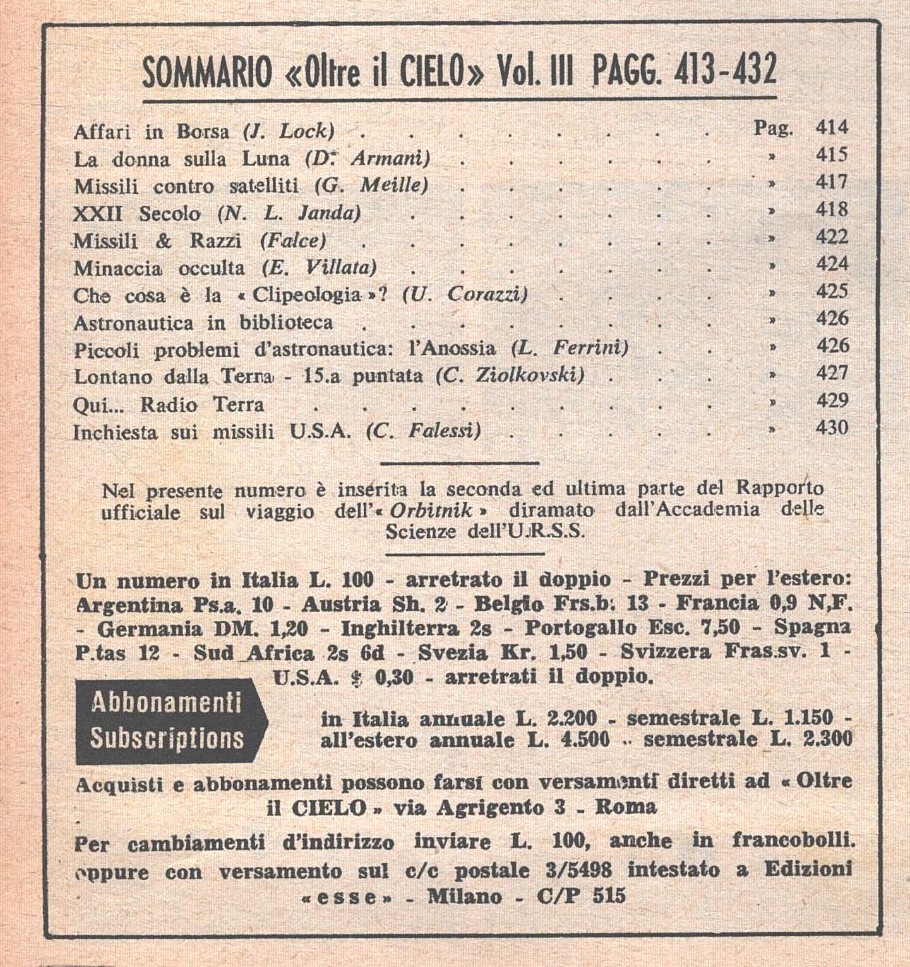 SOMMARIO «Oltre il CIELO» Vol. III PAGG. 413-432
Affari in Borsa (J. Lock) . . . . . . . . Pag. 414
La donna sulla Luna (D. Armani) . . . . . . » 415
Missili contro satelliti (G. Meille) . . . . . . » 417
XXII Secolo (N. L. Janda) . . . . . . . » 418
Missili & Razzi (Falce) . . . . . . . . » 422
Minaccia occulta (E. Villata) . . . . . . . » 424
Che cosa è la «Clipeologia»? (U. Corazzi) . . . . » 425
Astronautica in biblioteca . . . . . . . . » 426
Piccoli problemi d'astronautica: l'Anossia (L. Ferrini) . . » 426
Lontano dalla Terra - 15.a puntata (C. Ziolkovski) . . . » 427
Qui... Radio Terra . . . . . . . . . » 429
Inchiesta sui missili U.S.A. (C. Falessi) . . . . . » 430
Nel presente numero è inserita la seconda ed ultima parte del Rapporto
ufficiale sul viaggio dell'«Orbitnik» diramato dall'Accademia delle
Scienze dell'U.R.S.S.
Un numero in Italia L. 100 - arretrato il doppio - Prezzi per l'estero:
Argentina Ps.a. 10 - Austria Sh. 2 - Belgio Frs.b. 13 - Francia 0,9 N,F.
- Germania DM. 1,20 - Inghilterra 2s - Portogallo Esc. 7,50 - Spagna
P.tas 12 - Sud Africa 2s 6d - Svezia Kr. 1,50 - Svizzera Fras.sv. 1 -
U.S.A. $ 0,30 - arretrati il doppio.
Abbonamenti
Subscriptions
in Italia annuale L. 2.200 - semestrale L. 1.150 -
all'estero annuale L. 4.500 - semestrale L. 2.300
Acquisti e abbonamenti possono farsi con versamenti diretti ad «Oltre
il CIELO» via Agrigento 3 - Roma
Per cambiamenti d'indirizzo inviare L. 100, anche in francobolli.
oppure con versamento sul c/c postale 3/5498 intestato a Edizioni
«esse» - Milano - C/P 515